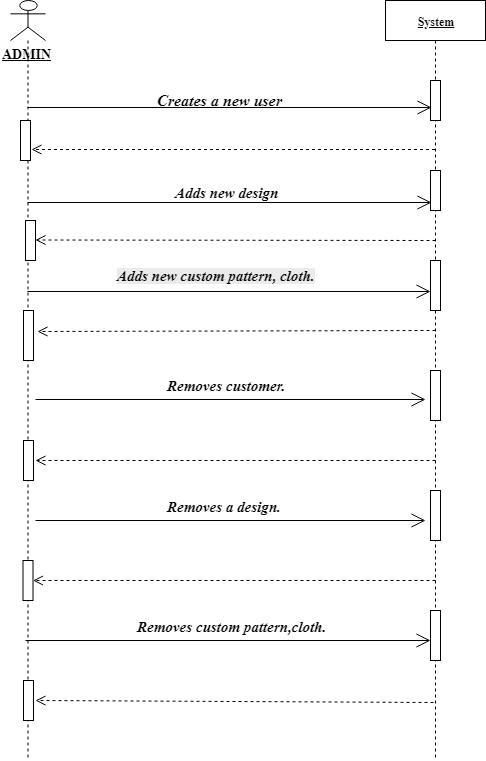 System
ADMIN
Creates a new user
Adds new design
Adds new custom pattern, cloth.
Removes customer.
Removes a design.
Removes custom pattern,cloth.